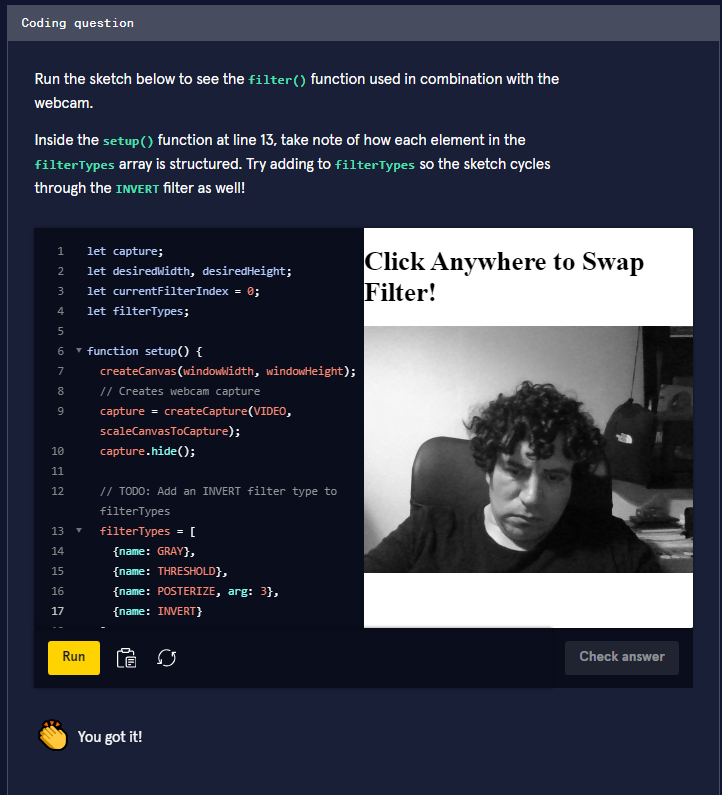 Coding question
Run the sketch below to see the filter() function used in combination with the
webcam.
Inside the setup() function at line 13, take note of how each element in the
filterTypes array is structured. Try adding to filterTypes so the sketch cycles
through the INVERT filter as well!
1 let capture;
2 let desiredWidth, desiredHeight;
3 let currentFilterIndex = 0;
4 let filterTypes;
5
6 function setup() {
7 createCanvas(windowWidth, windowHeight);
8 // Creates webcam capture
9 capture = createCapture(VIDEO,
scaleCanvasToCapture);
10 capture.hide();
11
12 // TODO: Add an INVERT filter type to
filterTypes
13 filterTypes = [
14 {name: GRAY},
15 {name: THRESHOLD},
16 {name: POSTERIZE, arg: 3},
17 {name: INVERT}
Click Anywhere to Swap
Filter!
Run
Check answer
You got it!